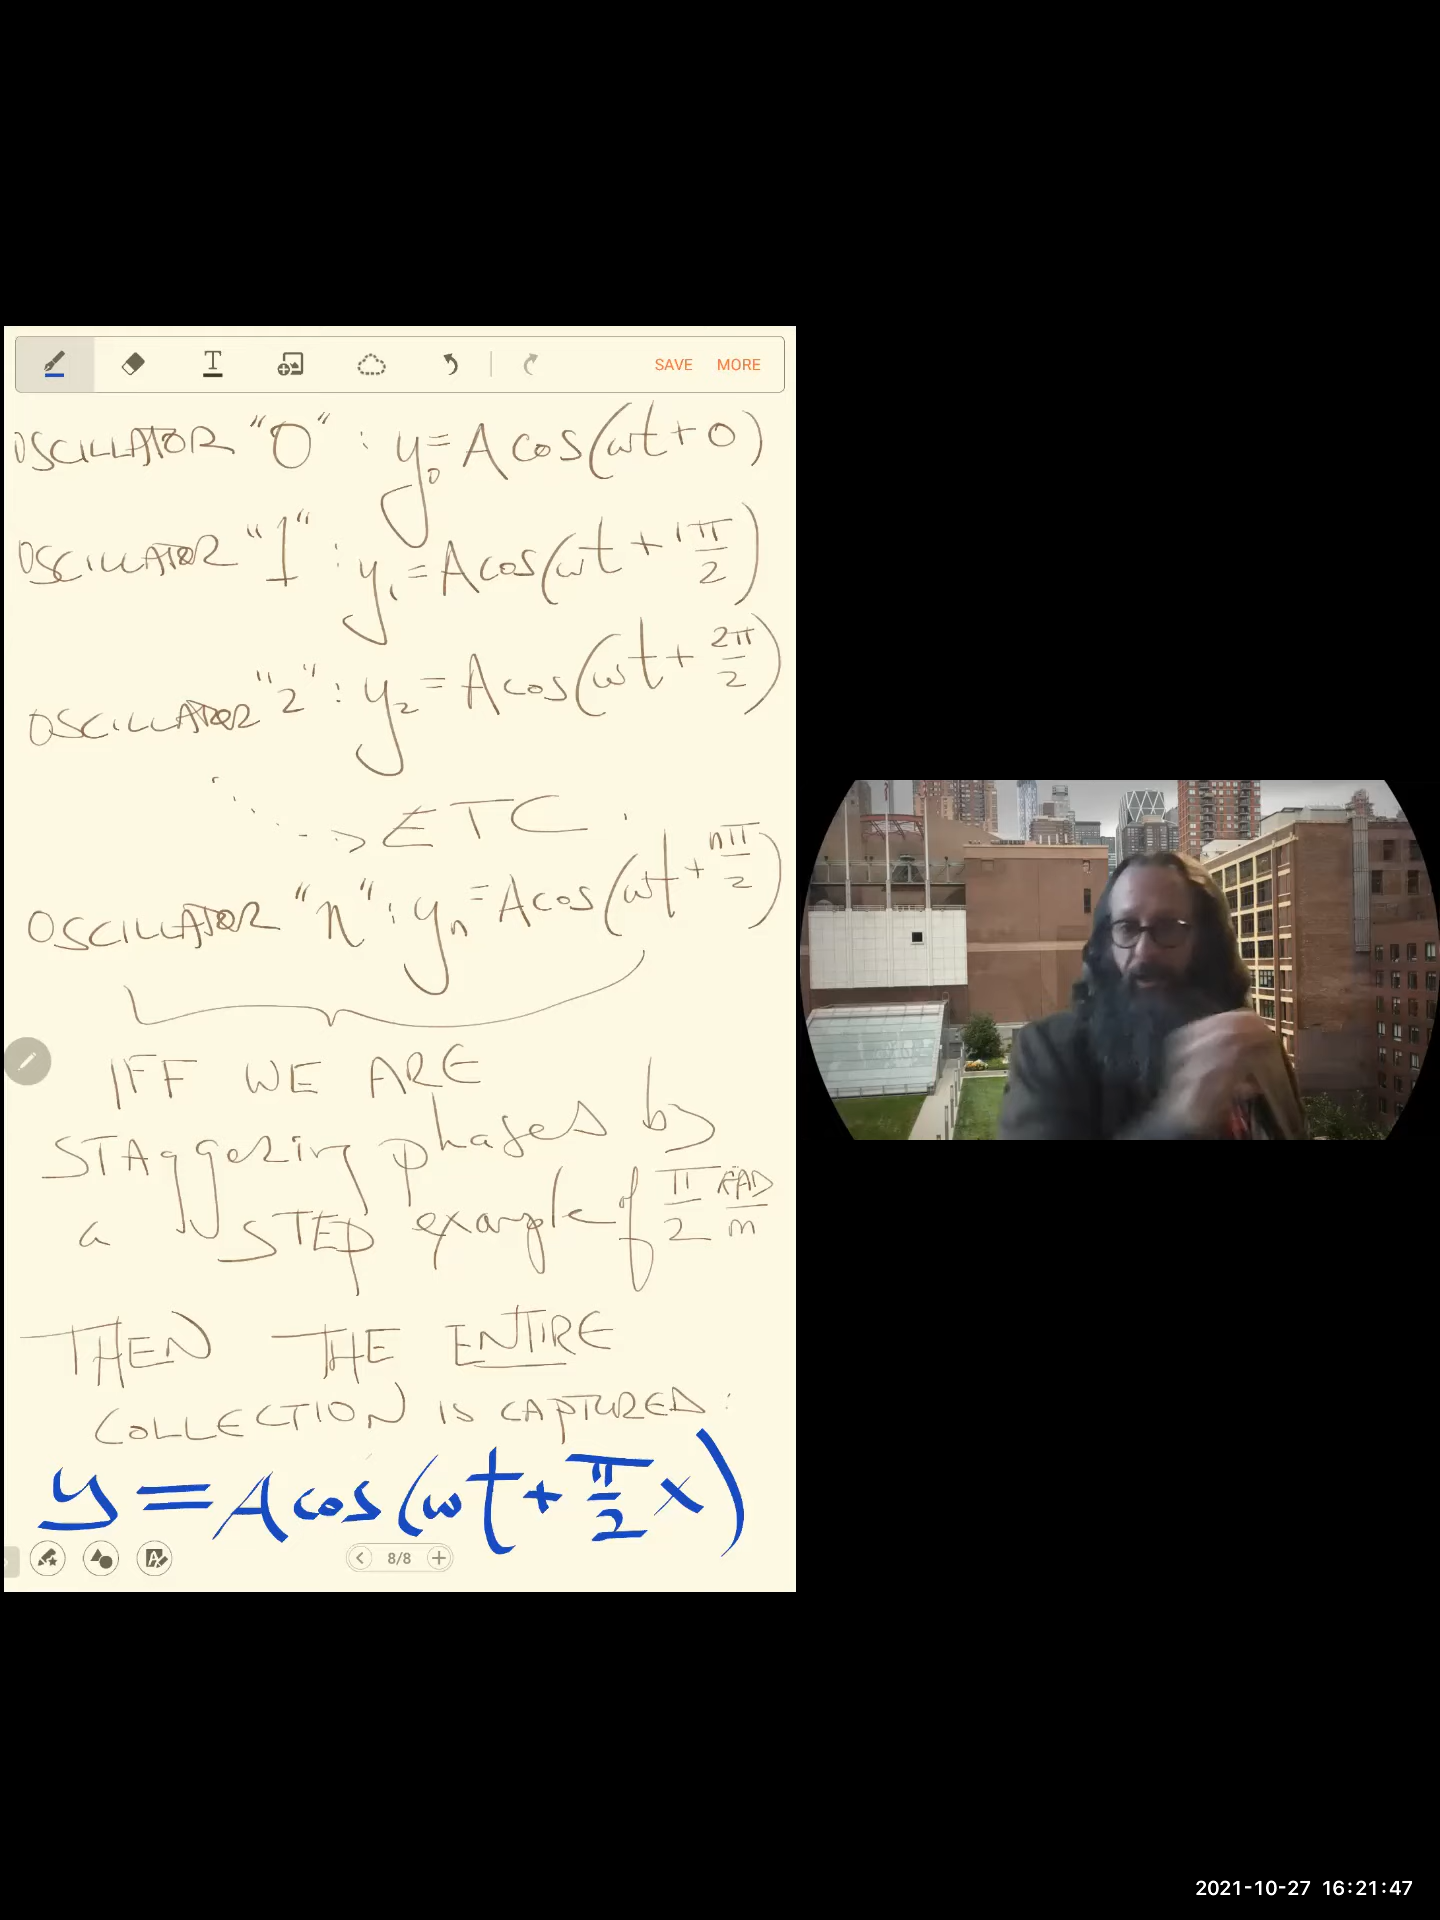 SAVE MORE
OSCILLATOR "0" : y₀ = A cos(ωt + 0)
OSCILLATOR "1" : y₁ = A cos(ωt + 1π/2)
OSCILLATOR "2" : y₂ = A cos(ωt + 2π/2)
⋱→ ETC.
OSCILLATOR "n" : yₙ = A cos(ωt + nπ/2)
IFF WE ARE
STAggering phases by
a STEP example of π/2 RAD/m
THEN THE ENTIRE
COLLECTION IS CAPTURED:
y = A cos(ωt + π/2 x)
8/8
2021-10-27 16:21:47